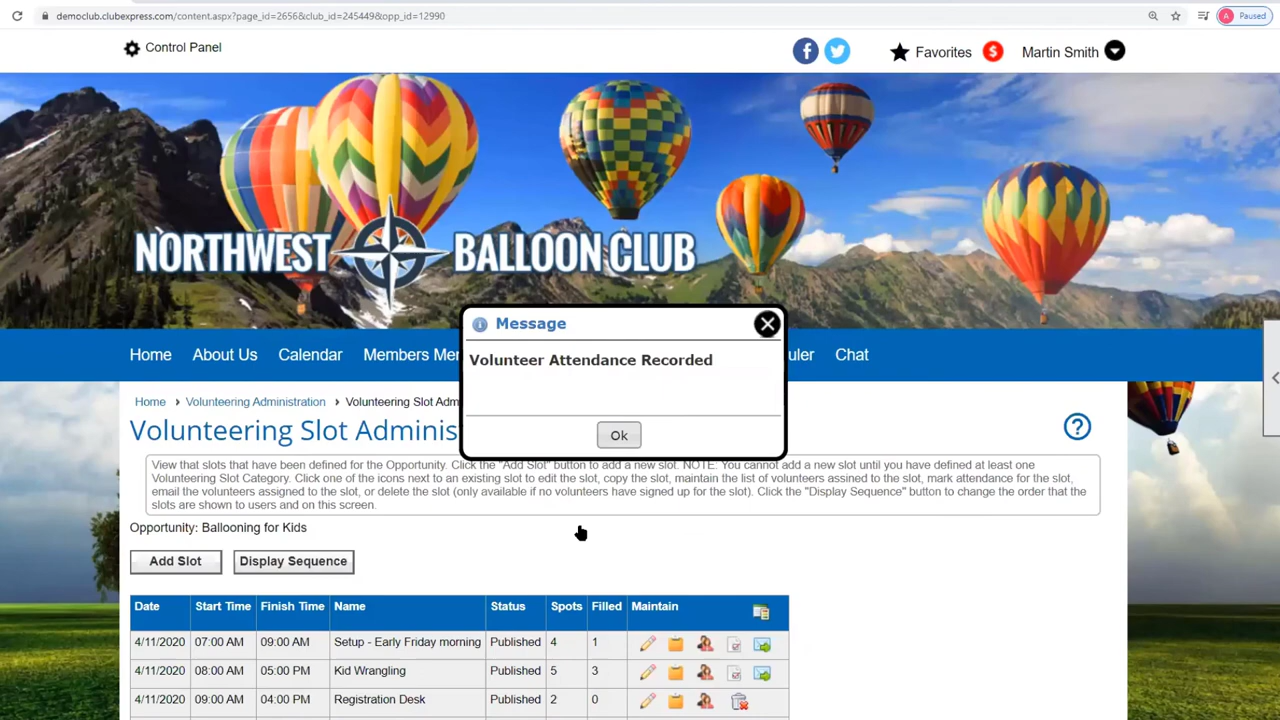 democlub.clubexpress.com/content.aspx?page_id=2656&club_id=245449&opp_id=12990
A Paused
Control Panel
f
Favorites $ Martin Smith
NORTHWEST BALLOON CLUB
Message
Volunteer Attendance Recorded
Ok
Home About Us Calendar Members Chat
Home > Volunteering Administration > Volunteering Slot Adm
Volunteering Slot Adminis
?
View that slots that have been defined for the Opportunity. Click the "Add Slot" button to add a new slot. NOTE: You cannot add a new slot until you have defined at least one
Volunteering Slot Category. Click one of the icons next to an existing slot to edit the slot, copy the slot, maintain the list of volunteers assined to the slot, mark attendance for the slot,
email the volunteers assigned to the slot, or delete the slot (only available if no volunteers have signed up for the slot). Click the "Display Sequence" button to change the order that the
slots are shown to users and on this screen.
Opportunity: Ballooning for Kids
Add Slot Display Sequence
Date Start Time Finish Time Name Status Spots Filled Maintain
4/11/2020 07:00 AM 09:00 AM Setup - Early Friday morning Published 4 1
4/11/2020 08:00 AM 05:00 PM Kid Wrangling Published 5 3
4/11/2020 09:00 AM 04:00 PM Registration Desk Published 2 0